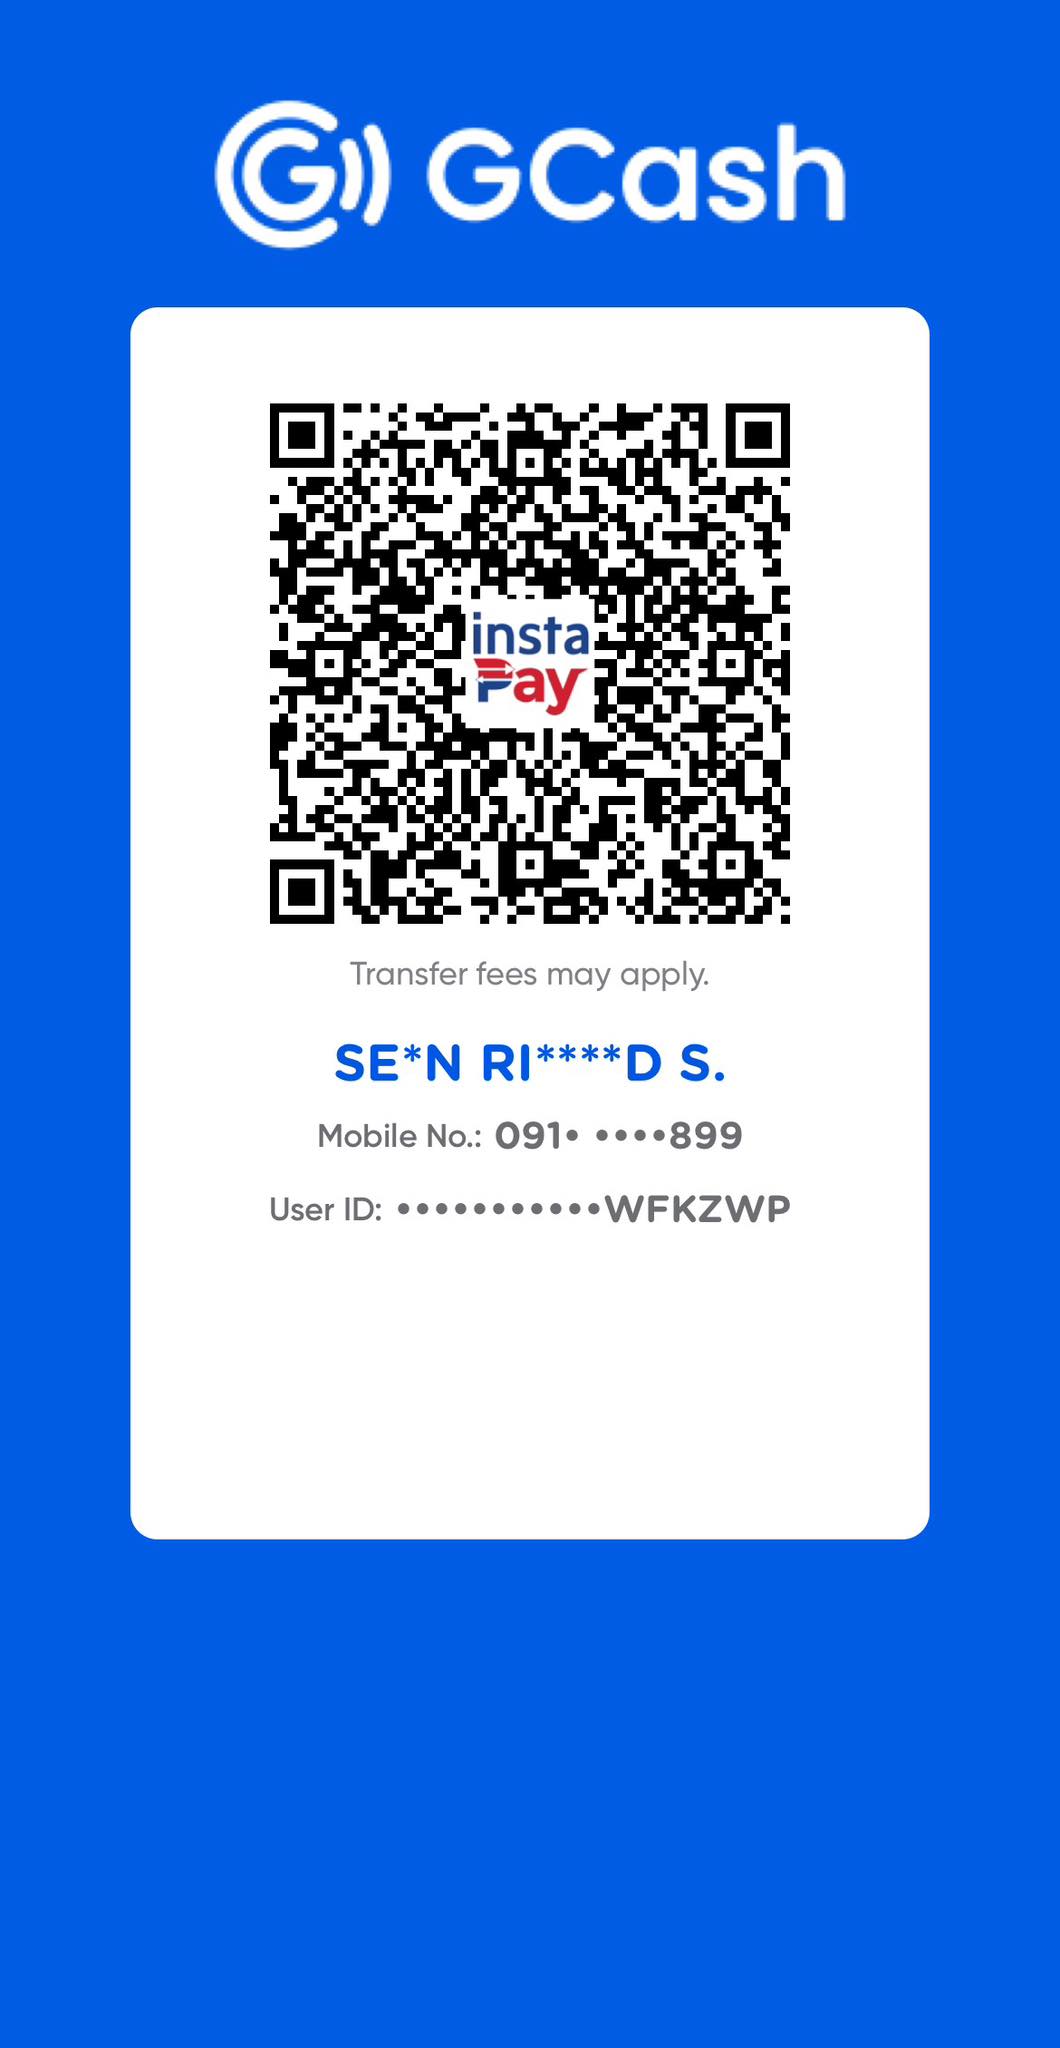 GCash
insta
Pay
Transfer fees may apply.
SE*N RI****D S.
Mobile No.: 091• ••••899
User ID: •••••••••••WFKZWP